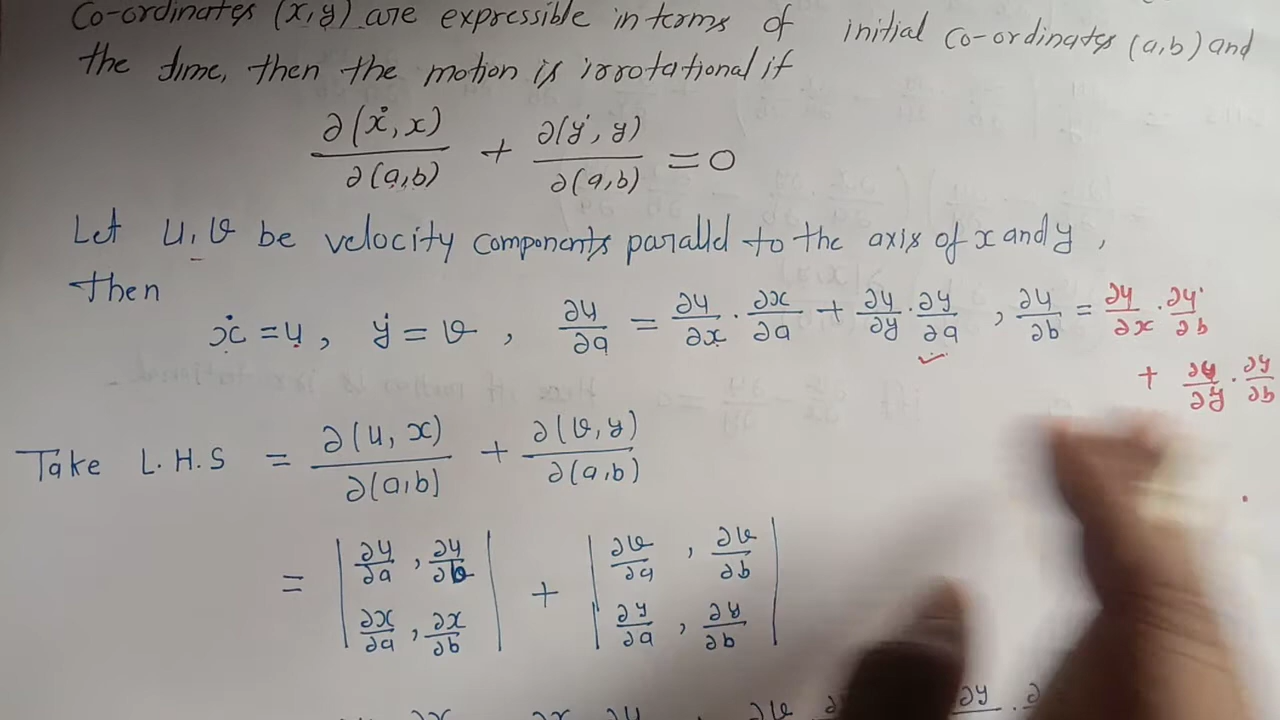 Co-ordinates (x,y) are expressible in terms of initial co-ordinates (a,b) and
the time, then the motion is irrotational if
∂(ẋ, x)/∂(a,b) + ∂(ẏ, y)/∂(a,b) = 0
Let u, v be velocity components parallel to the axis of x and y,
then
ẋ = u, ẏ = v, ∂u/∂a = ∂u/∂x · ∂x/∂a + ∂u/∂y · ∂y/∂a, ∂u/∂b = ∂u/∂x · ∂y/∂b
+ ∂u/∂y · ∂y/∂b
Take L.H.S = ∂(u, x)/∂(a,b) + ∂(v, y)/∂(a,b)
= | ∂u/∂a , ∂u/∂b ; ∂x/∂a , ∂x/∂b | + | ∂v/∂a , ∂v/∂b ; ∂y/∂a , ∂y/∂b |